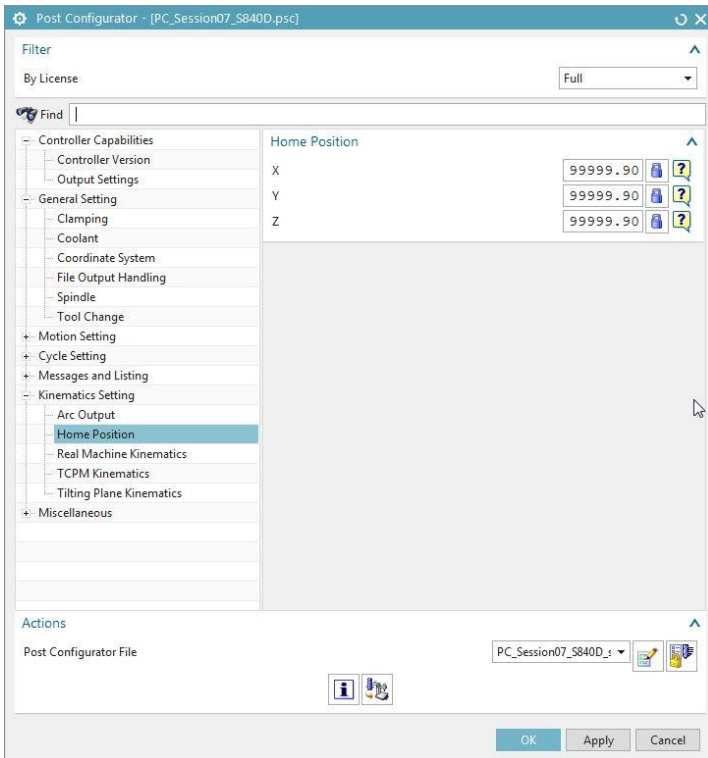 Post Configurator - [PC_Session07_S840D.psc]
Filter
By License
Full
Find
Controller Capabilities
Controller Version
Output Settings
General Setting
Clamping
Coolant
Coordinate System
File Output Handling
Spindle
Tool Change
Motion Setting
Cycle Setting
Messages and Listing
Kinematics Setting
Arc Output
Home Position
Real Machine Kinematics
TCPM Kinematics
Tilting Plane Kinematics
Miscellaneous
Home Position
X 99999.90
Y 99999.90
Z 99999.90
Actions
Post Configurator File
PC_Session07_S840D_s
OK Apply Cancel